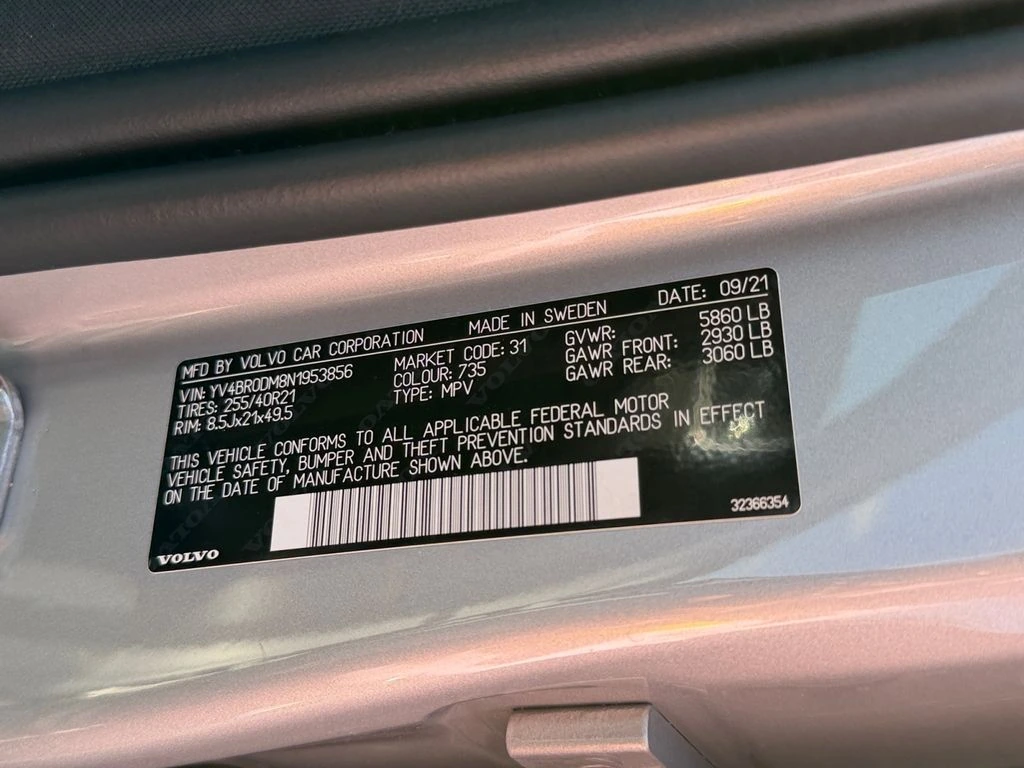 MFD BY VOLVO CAR CORPORATION MADE IN SWEDEN DATE: 09/21
VIN: YV4BR0DM8N1953856 MARKET CODE: 31 GVWR: 5860 LB
TIRES: 255/40R21 COLOUR: 735 GAWR FRONT: 2930 LB
RIM: 8.5Jx21x49.5 TYPE: MPV GAWR REAR: 3060 LB
THIS VEHICLE CONFORMS TO ALL APPLICABLE FEDERAL MOTOR
VEHICLE SAFETY, BUMPER AND THEFT PREVENTION STANDARDS IN EFFECT
ON THE DATE OF MANUFACTURE SHOWN ABOVE.
VOLVO 32366354